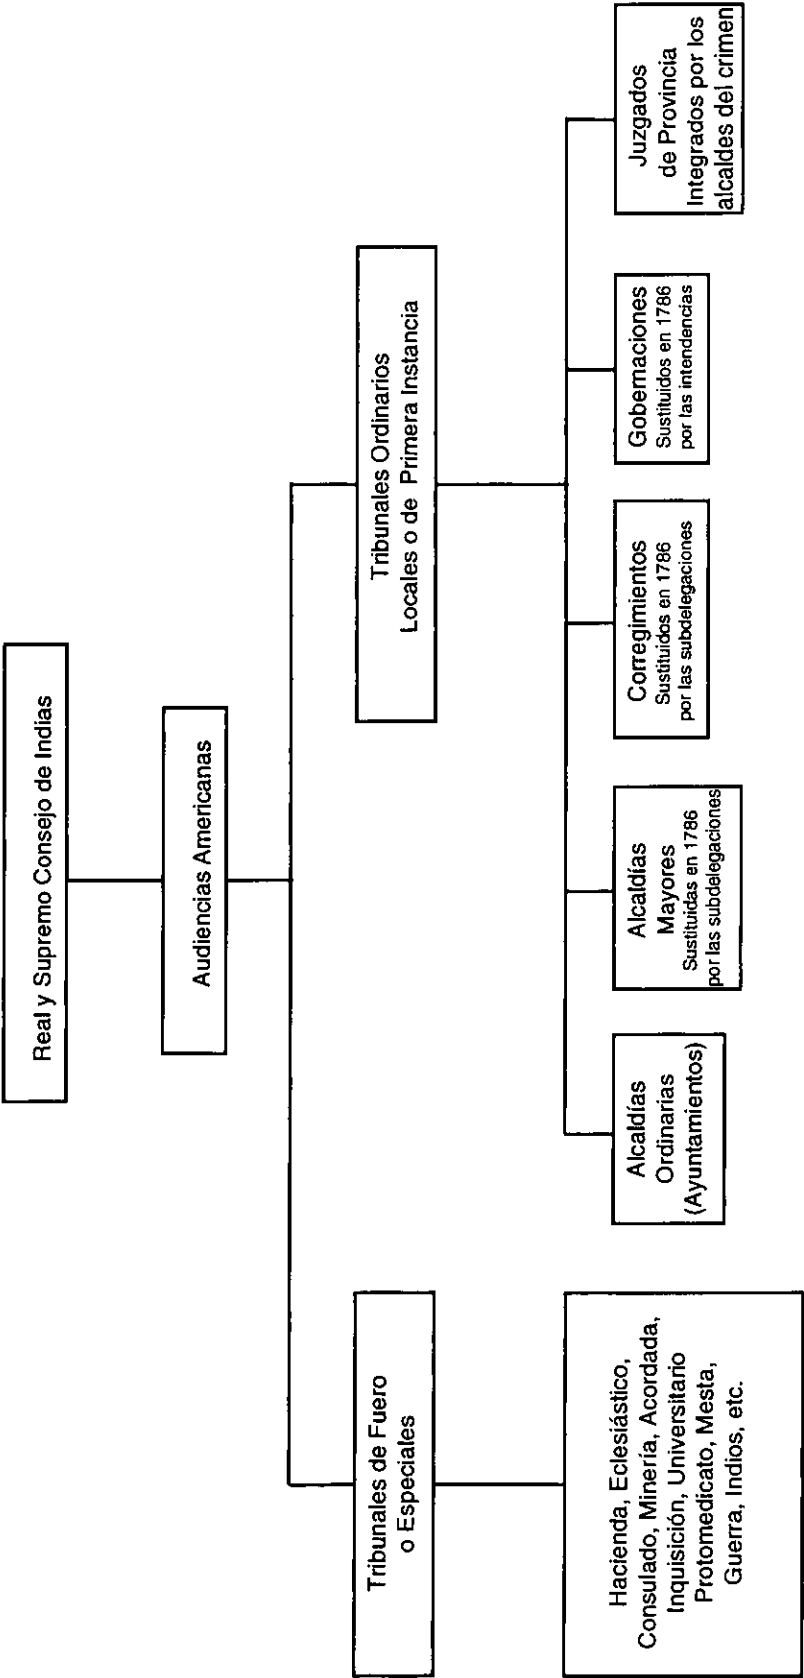 Real y Supremo Consejo de Indias
Audiencias Americanas
Tribunales de Fuero
o Especiales
Tribunales Ordinarios
Locales o de Primera Instancia
Hacienda, Eclesiástico,
Consulado, Minería, Acordada,
Inquisición, Universitario
Protomedicato, Mesta,
Guerra, Indios, etc.
Alcaldías
Ordinarias
(Ayuntamientos)
Alcaldías
Mayores
Sustituidas en 1786
por las subdelegaciones
Corregimientos
Sustituidos en 1786
por las subdelegaciones
Gobernaciones
Sustituidos en 1786
por las intendencias
Juzgados
de Provincia
Integrados por los
alcaldes del crimen